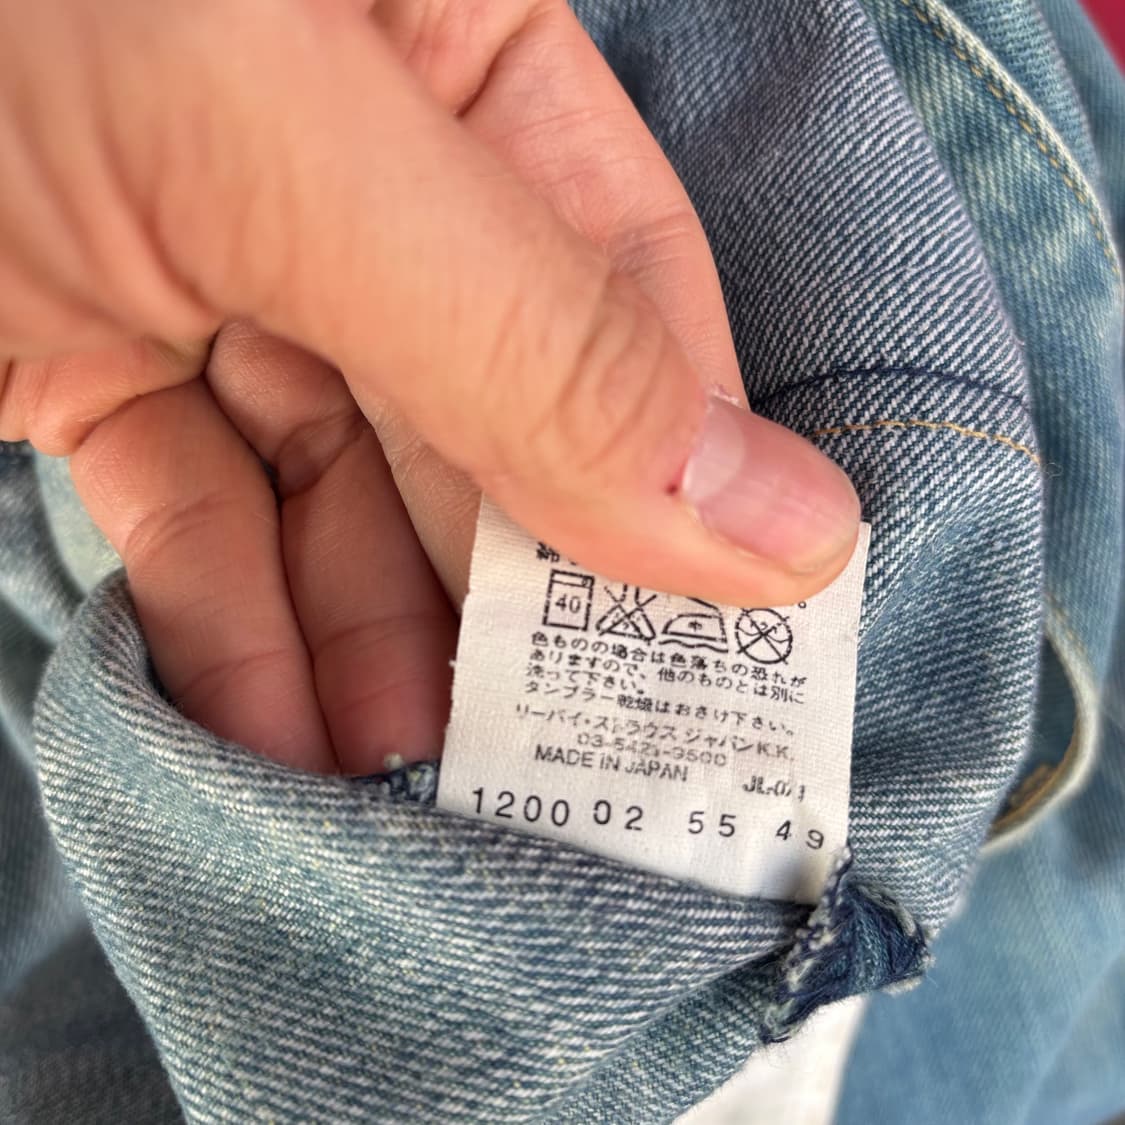 40
色ものの場合は色落ちの恐れが
ありますので、他のものとは別に
洗って下さい。
タンブラー乾燥はおさけ下さい。
リーバイ・ストラウス ジャパンK.K.
MADE IN JAPAN
1200 02 55 49